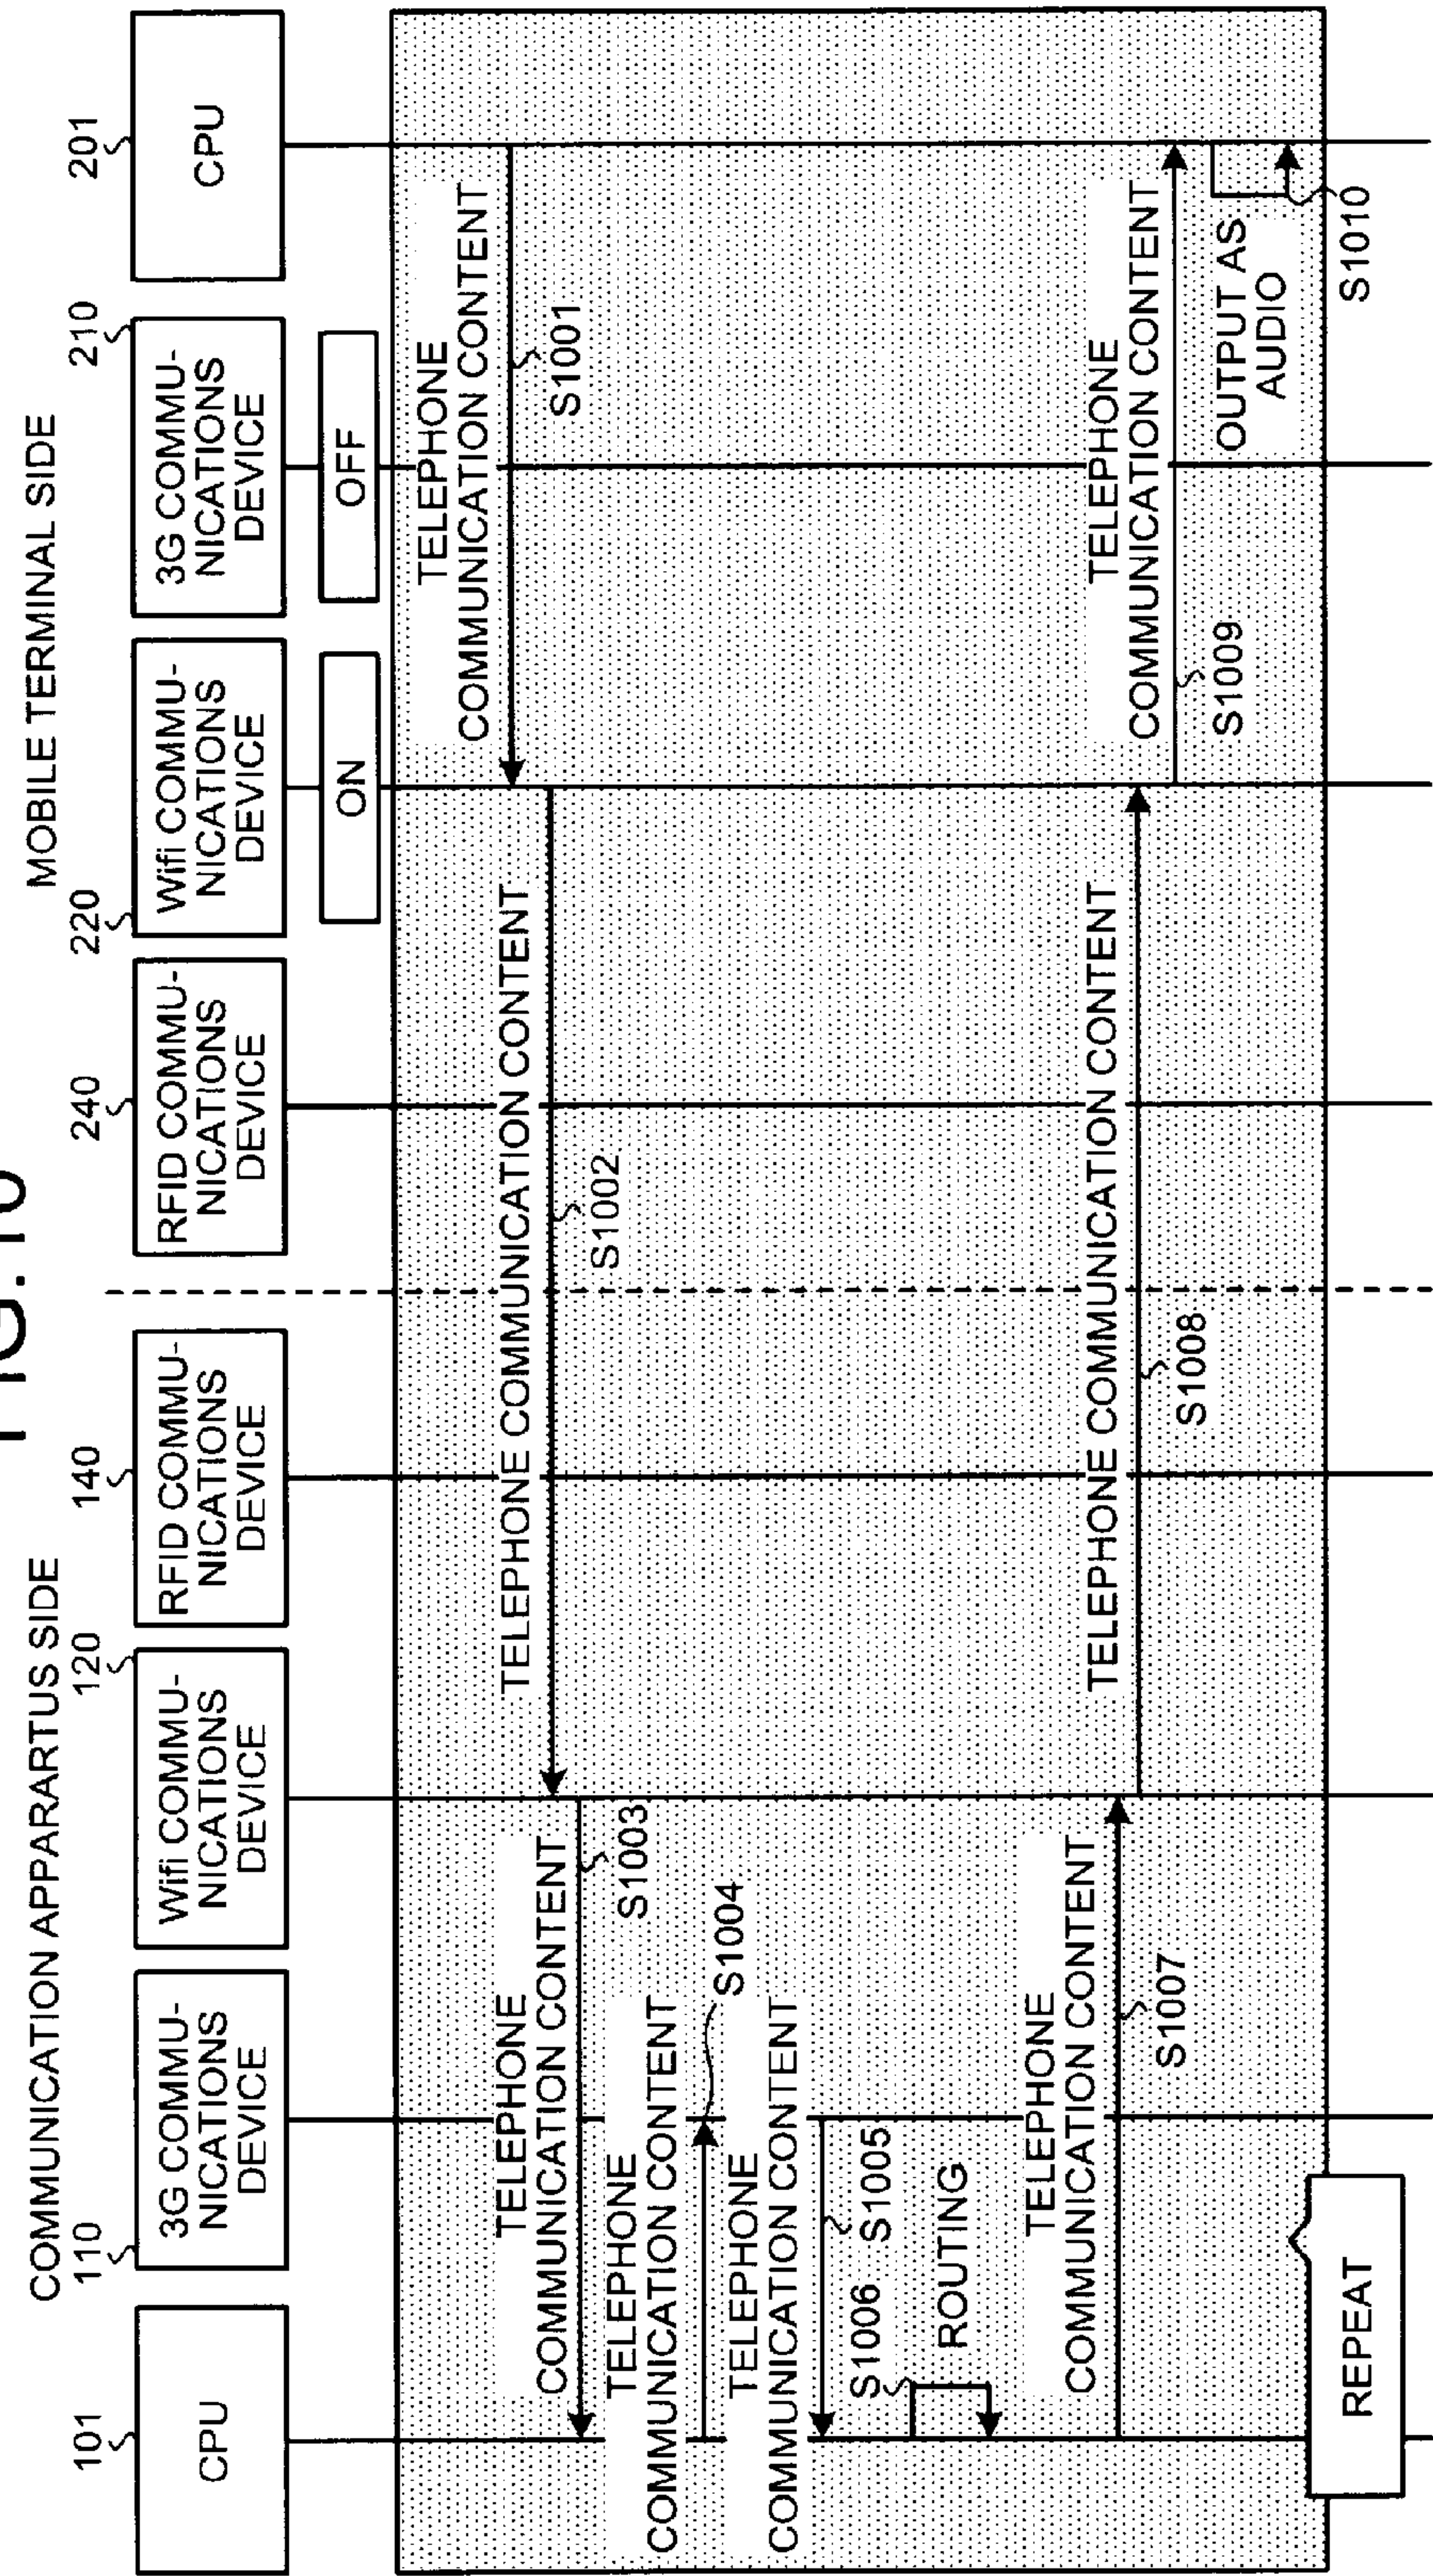 FIG.10
COMMUNICATION APPARARTUS SIDE
MOBILE TERMINAL SIDE
101
110
120
140
240
220
210
201
CPU
3G COMMU-
NICATIONS
DEVICE
Wifi COMMU-
NICATIONS
DEVICE
RFID COMMU-
NICATIONS
DEVICE
RFID COMMU-
NICATIONS
DEVICE
Wifi COMMU-
NICATIONS
DEVICE
3G COMMU-
NICATIONS
DEVICE
CPU
ON
OFF
TELEPHONE
COMMUNICATION CONTENT
S1001
TELEPHONE COMMUNICATION CONTENT
S1002
TELEPHONE
COMMUNICATION CONTENT
S1003
TELEPHONE
COMMUNICATION CONTENT
S1004
TELEPHONE
COMMUNICATION CONTENT
S1005
S1006
ROUTING
TELEPHONE
COMMUNICATION CONTENT
S1007
TELEPHONE COMMUNICATION CONTENT
S1008
TELEPHONE
COMMUNICATION CONTENT
S1009
OUTPUT AS
AUDIO
S1010
REPEAT